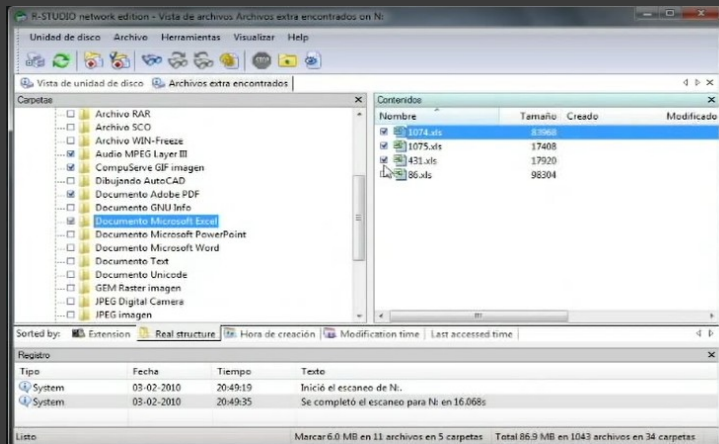 R-STUDIO network edition - Vista de archivos Archivos extra encontrados on N:
Unidad de disco Archivo Herramientas Visualizar Help
Vista de unidad de disco Archivos extra encontrados
Carpetas
Archivo RAR
Archivo SCO
Archivo WIN-Freeze
Audio MPEG Layer III
CompuServe GIF imagen
Dibujando AutoCAD
Documento Adobe PDF
Documento GNU Info
Documento Microsoft Excel
Documento Microsoft PowerPoint
Documento Microsoft Word
Documento Text
Documento Unicode
GEM Raster imagen
JPEG Digital Camera
JPEG imagen
Contenidos
Nombre Tamaño Creado Modificado
1074.xls 83968
1075.xls 17408
431.xls 17920
86.xls 98304
Sorted by: Extension Real structure Hora de creación Modification time Last accessed time
Registro
Tipo Fecha Tiempo Texto
System 03-02-2010 20:49:19 Inició el escaneo de N:.
System 03-02-2010 20:49:35 Se completó el escaneo para N: en 16.068s
Listo Marcar 6.0 MB en 11 archivos en 5 carpetas Total 86.9 MB en 1043 archivos en 34 carpetas